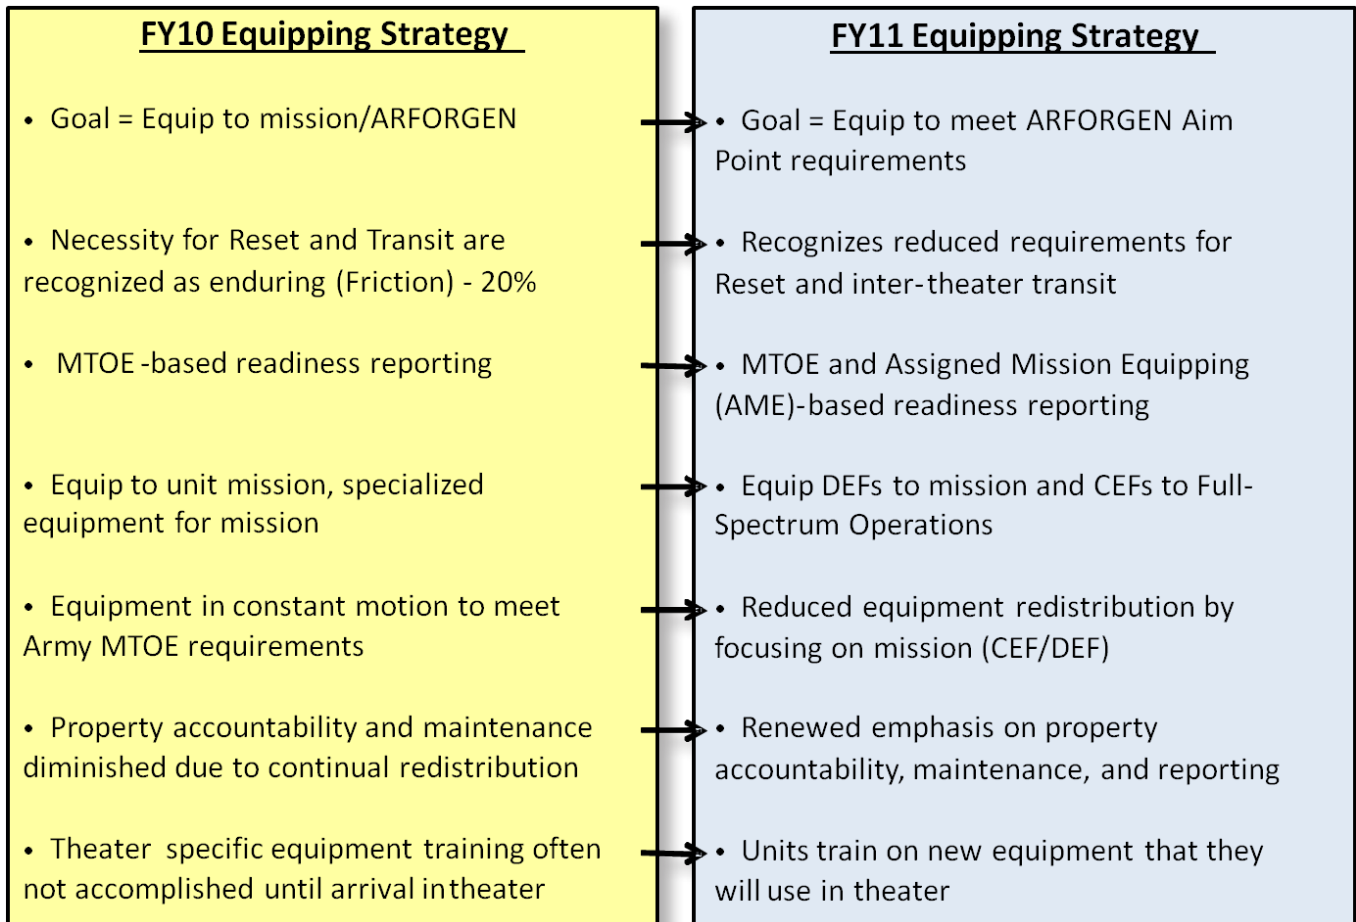 FY10 Equipping Strategy
• Goal = Equip to mission/ARFORGEN
• Necessity for Reset and Transit are
recognized as enduring (Friction) - 20%
• MTOE-based readiness reporting
• Equip to unit mission, specialized
equipment for mission
• Equipment in constant motion to meet
Army MTOE requirements
• Property accountability and maintenance
diminished due to continual redistribution
• Theater specific equipment training often
not accomplished until arrival in theater
FY11 Equipping Strategy
• Goal = Equip to meet ARFORGEN Aim
Point requirements
• Recognizes reduced requirements for
Reset and inter-theater transit
• MTOE and Assigned Mission Equipping
(AME)-based readiness reporting
• Equip DEFs to mission and CEFs to Full-
Spectrum Operations
• Reduced equipment redistribution by
focusing on mission (CEF/DEF)
• Renewed emphasis on property
accountability, maintenance, and reporting
• Units train on new equipment that they
will use in theater